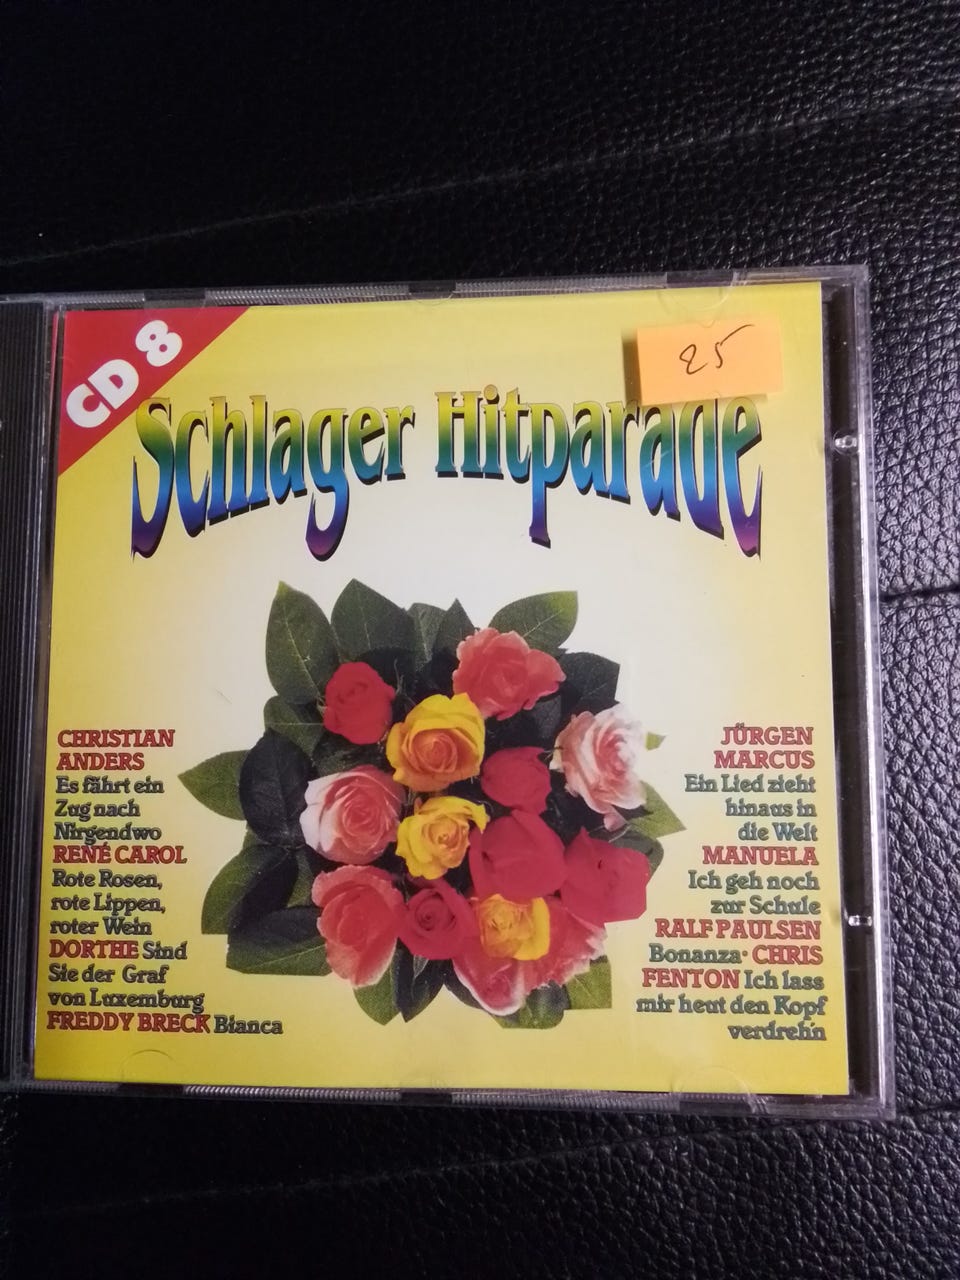 CD 8
25
Schlager Hitparade
CHRISTIAN
ANDERS
Es fährt ein
Zug nach
Nirgendwo
RENÉ CAROL
Rote Rosen,
rote Lippen,
roter Wein
DORTHE Sind
Sie der Graf
von Luxemburg
FREDDY BRECK Bianca
JÜRGEN
MARCUS
Ein Lied zieht
hinaus in
die Welt
MANUELA
Ich geh noch
zur Schule
RALF PAULSEN
Bonanza· CHRIS
FENTON Ich lass
mir heut den Kopf
verdreh'n